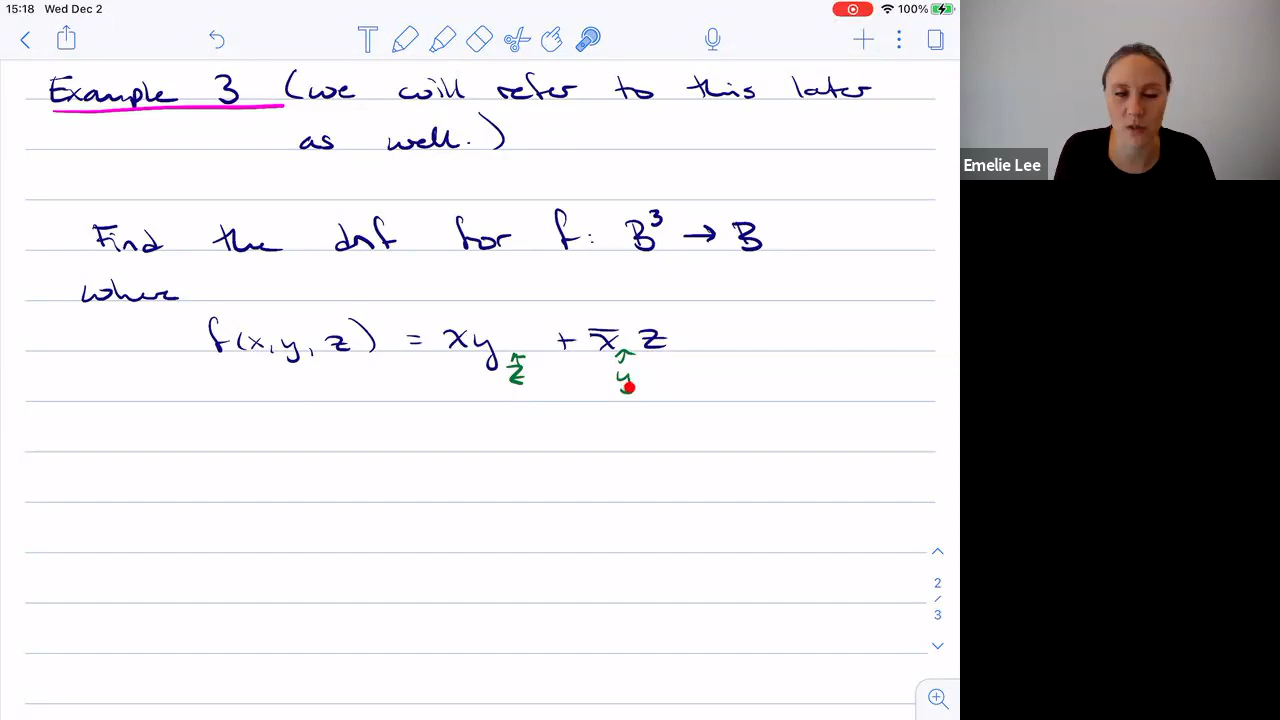 15:18 Wed Dec 2
100%
Example 3 (we will refer to this later
as well.)
Emelie Lee
Find the dnf for f: B³ → B
where
f(x, y, z) = xy + x̅ z
↑ ↑
z y
2
/
3